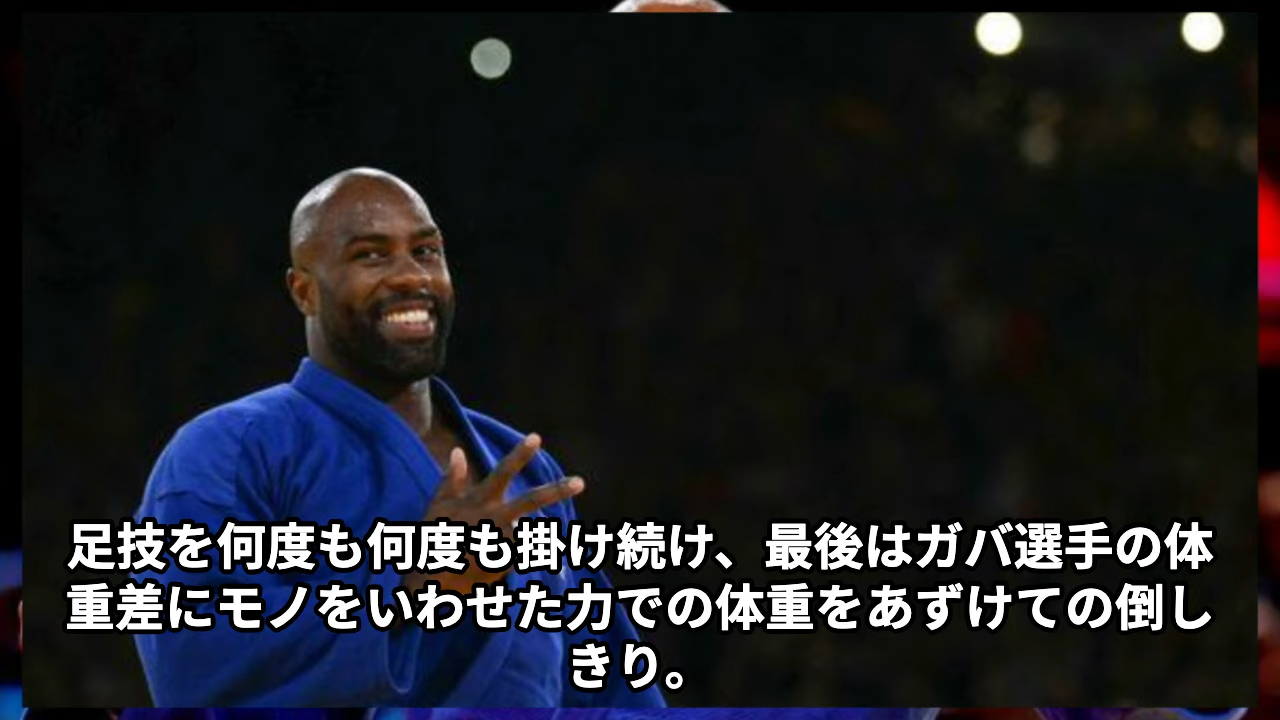 足技を何度も何度も掛け続け、最後はガバ選手の体
重差にモノをいわせた力での体重をあずけての倒し
きり。